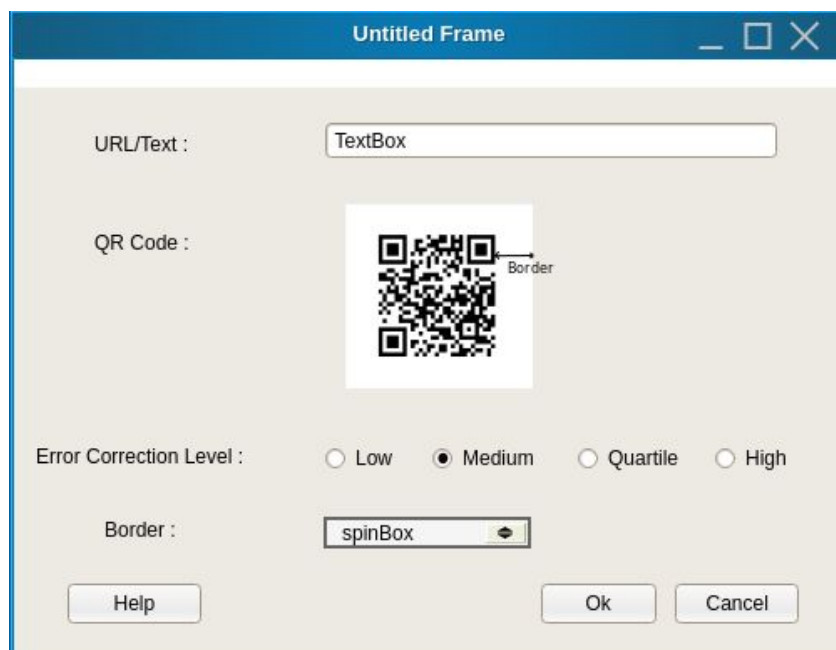 Untitled Frame
URL/Text :
TextBox
QR Code :
Border
Error Correction Level :
Low
Medium
Quartile
High
Border :
spinBox
Help
Ok
Cancel